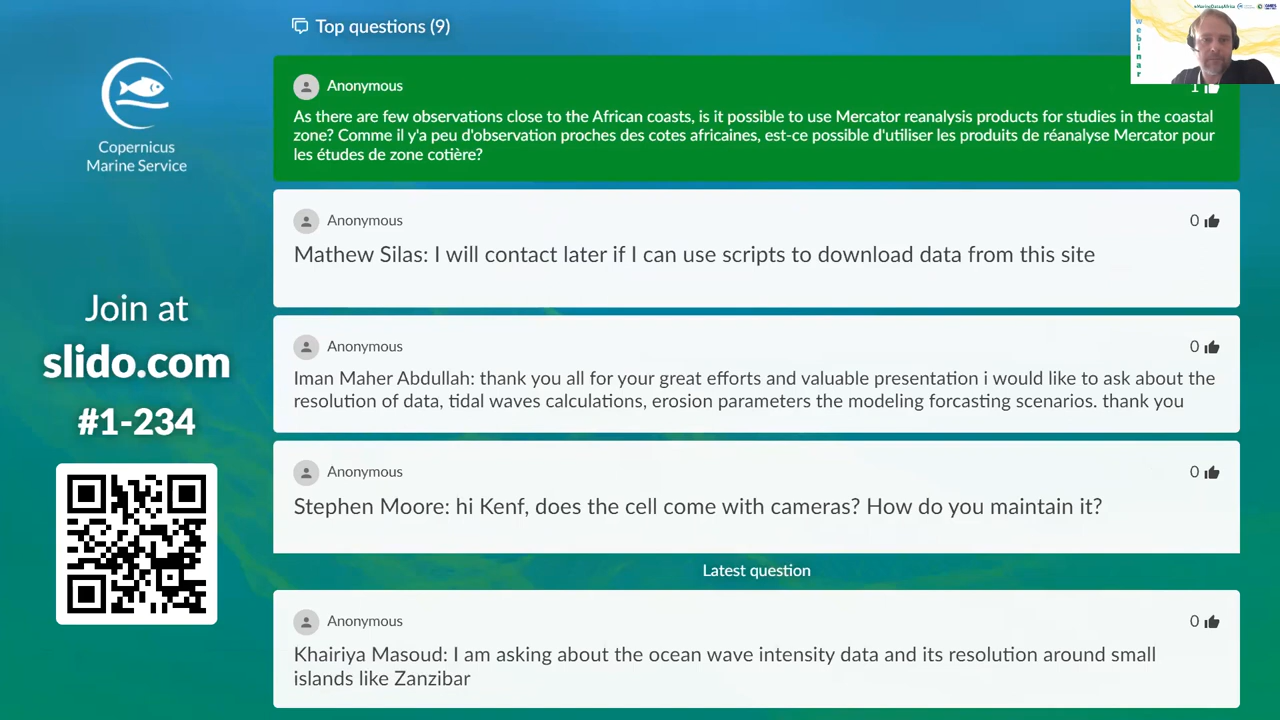 Top questions (9)
Copernicus
Marine Service
Join at
slido.com
#1-234
Anonymous
1
As there are few observations close to the African coasts, is it possible to use Mercator reanalysis products for studies in the coastal
zone? Comme il y'a peu d'observation proches des cotes africaines, est-ce possible d'utiliser les produits de réanalyse Mercator pour
les études de zone cotière?
Anonymous
0
Mathew Silas: I will contact later if I can use scripts to download data from this site
Anonymous
0
Iman Maher Abdullah: thank you all for your great efforts and valuable presentation i would like to ask about the
resolution of data, tidal waves calculations, erosion parameters the modeling forcasting scenarios. thank you
Anonymous
0
Stephen Moore: hi Kenf, does the cell come with cameras? How do you maintain it?
Latest question
Anonymous
0
Khairiya Masoud: I am asking about the ocean wave intensity data and its resolution around small
islands like Zanzibar
webinar